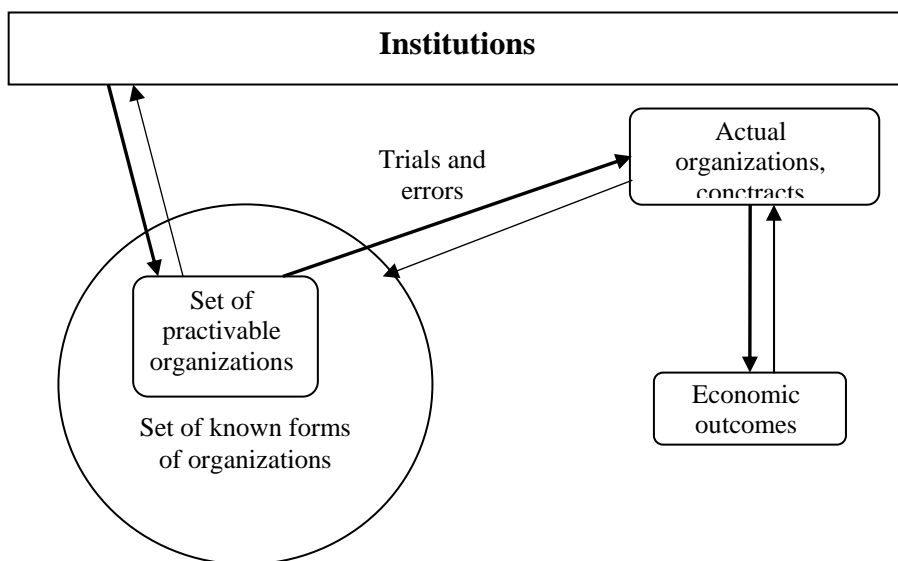 Institutions
Actual
organizations,
conctracts
Trials and
errors
Set of
practivable
organizations
Economic
outcomes
Set of known forms
of organizations